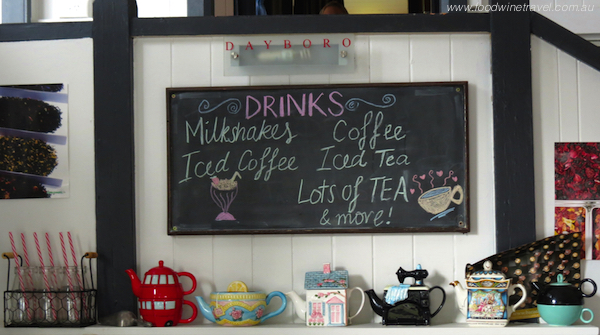 www.foodwinetravel.com.au
DAYBORO
DRINKS
Milkshakes Coffee
Iced Coffee Iced Tea
Lots of TEA
& more!